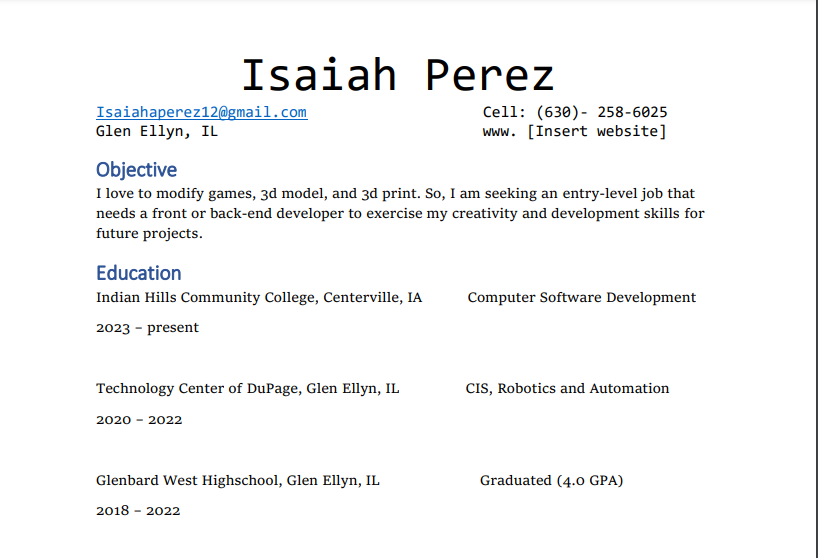 Isaiah Perez
Isaiahaperez12@gmail.com Cell: (630)- 258-6025
Glen Ellyn, IL www. [Insert website]
Objective
I love to modify games, 3d model, and 3d print. So, I am seeking an entry-level job that
needs a front or back-end developer to exercise my creativity and development skills for
future projects.
Education
Indian Hills Community College, Centerville, IA Computer Software Development
2023 – present
Technology Center of DuPage, Glen Ellyn, IL CIS, Robotics and Automation
2020 – 2022
Glenbard West Highschool, Glen Ellyn, IL Graduated (4.0 GPA)
2018 – 2022